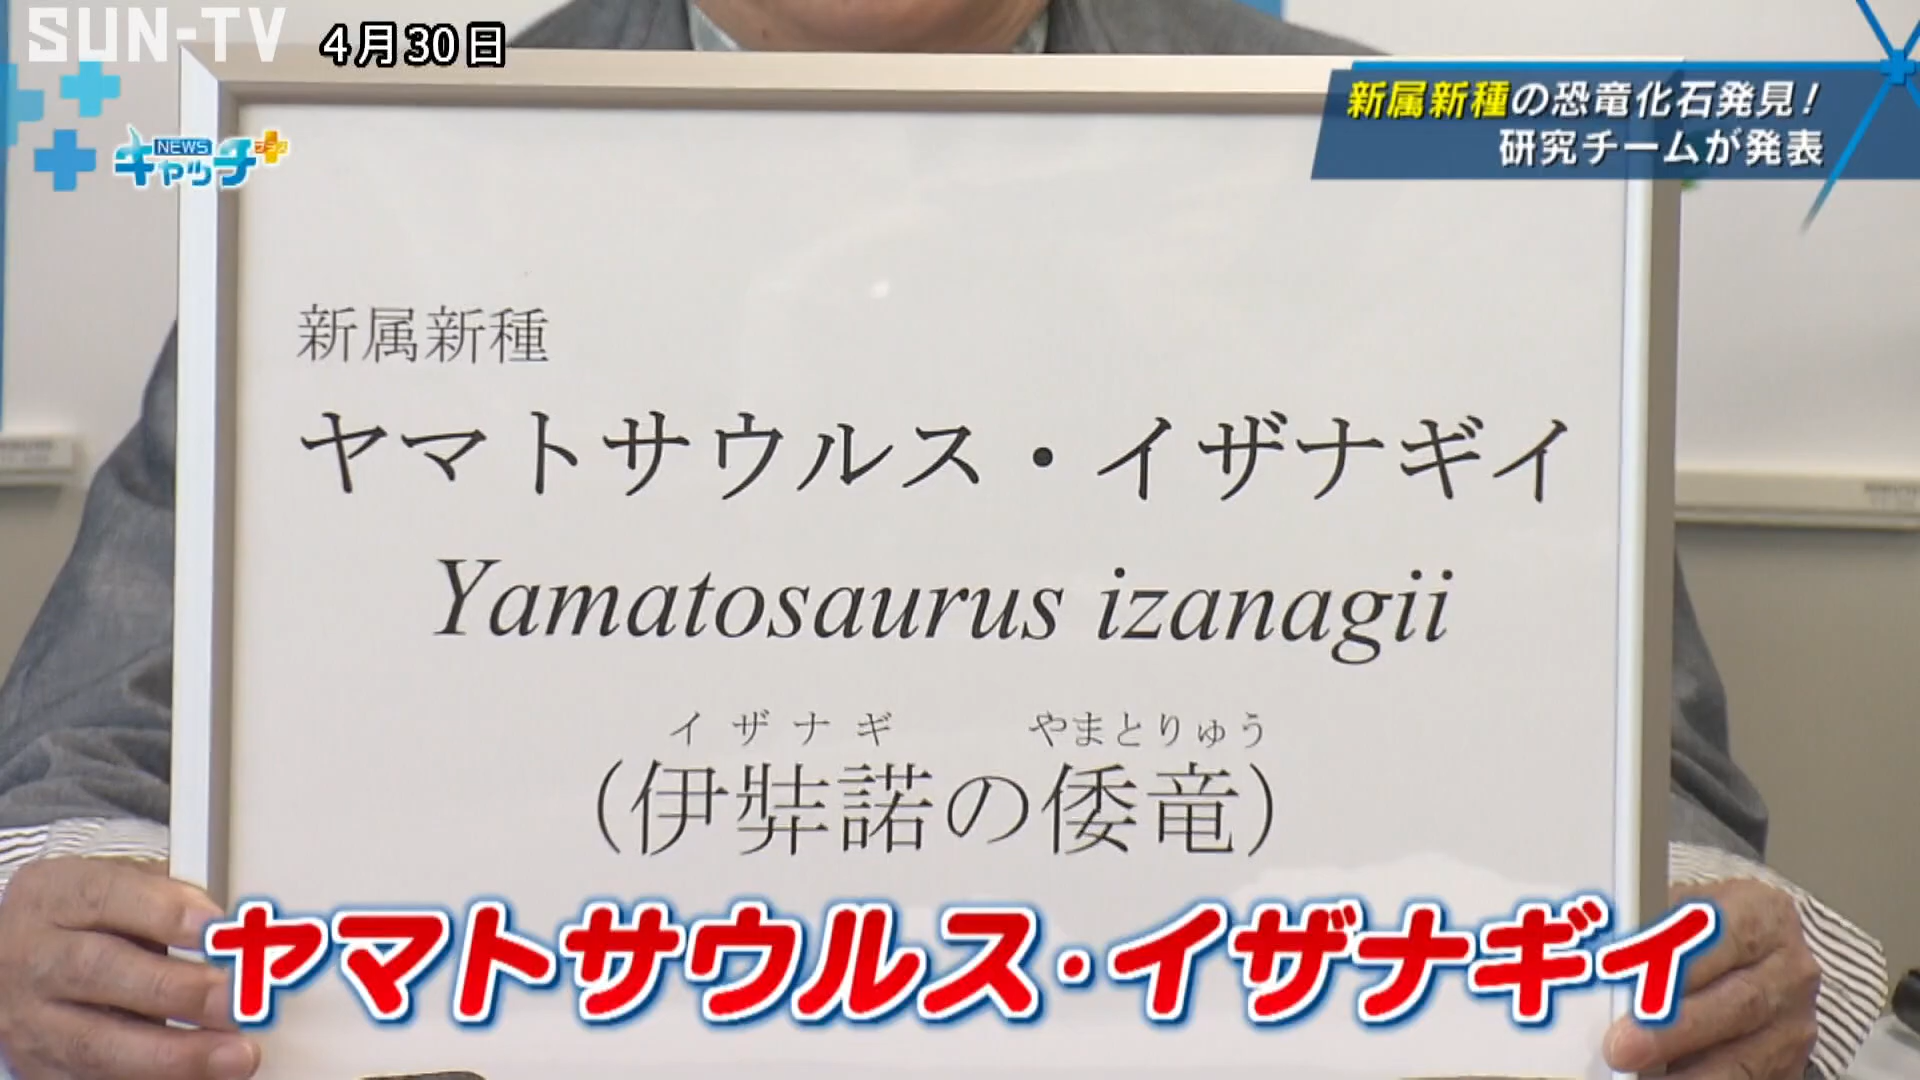 SUN-TV
4月30日
NEWS
キャッチプラス
新属新種の恐竜化石発見！
研究チームが発表
新属新種
ヤマトサウルス・イザナギイ
Yamatosaurus izanagii
イザナギ やまとりゅう
（伊弉諾の倭竜）
ヤマトサウルス・イザナギイ